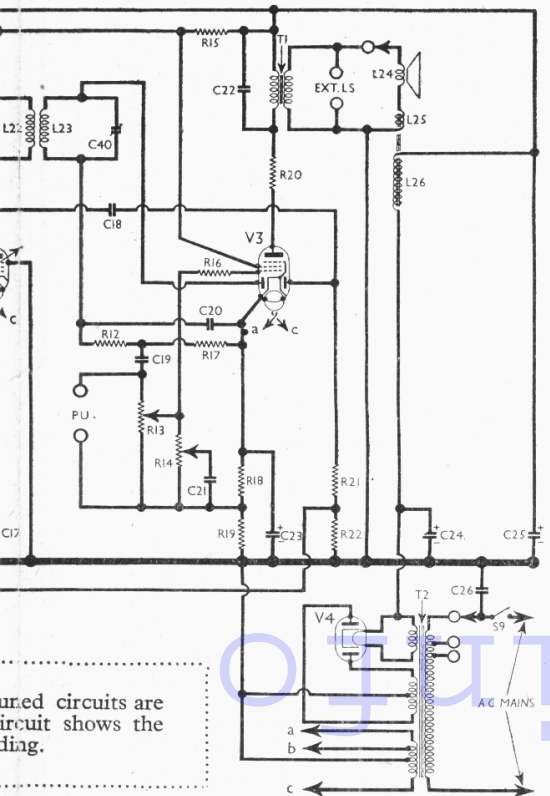 R15
T1
C22
EXT.LS
L24
L25
L22
L23
C40
R20
L26
C18
V3
R16
C20
a
c
c
R12
C19
R17
PU.
R13
R14
C21
R18
R21
R19
C23
R22
C24.
C25
C17
C26
T2
V4
S9
A C MAINS
a
b
c
uned circuits are
ircuit shows the
ding.